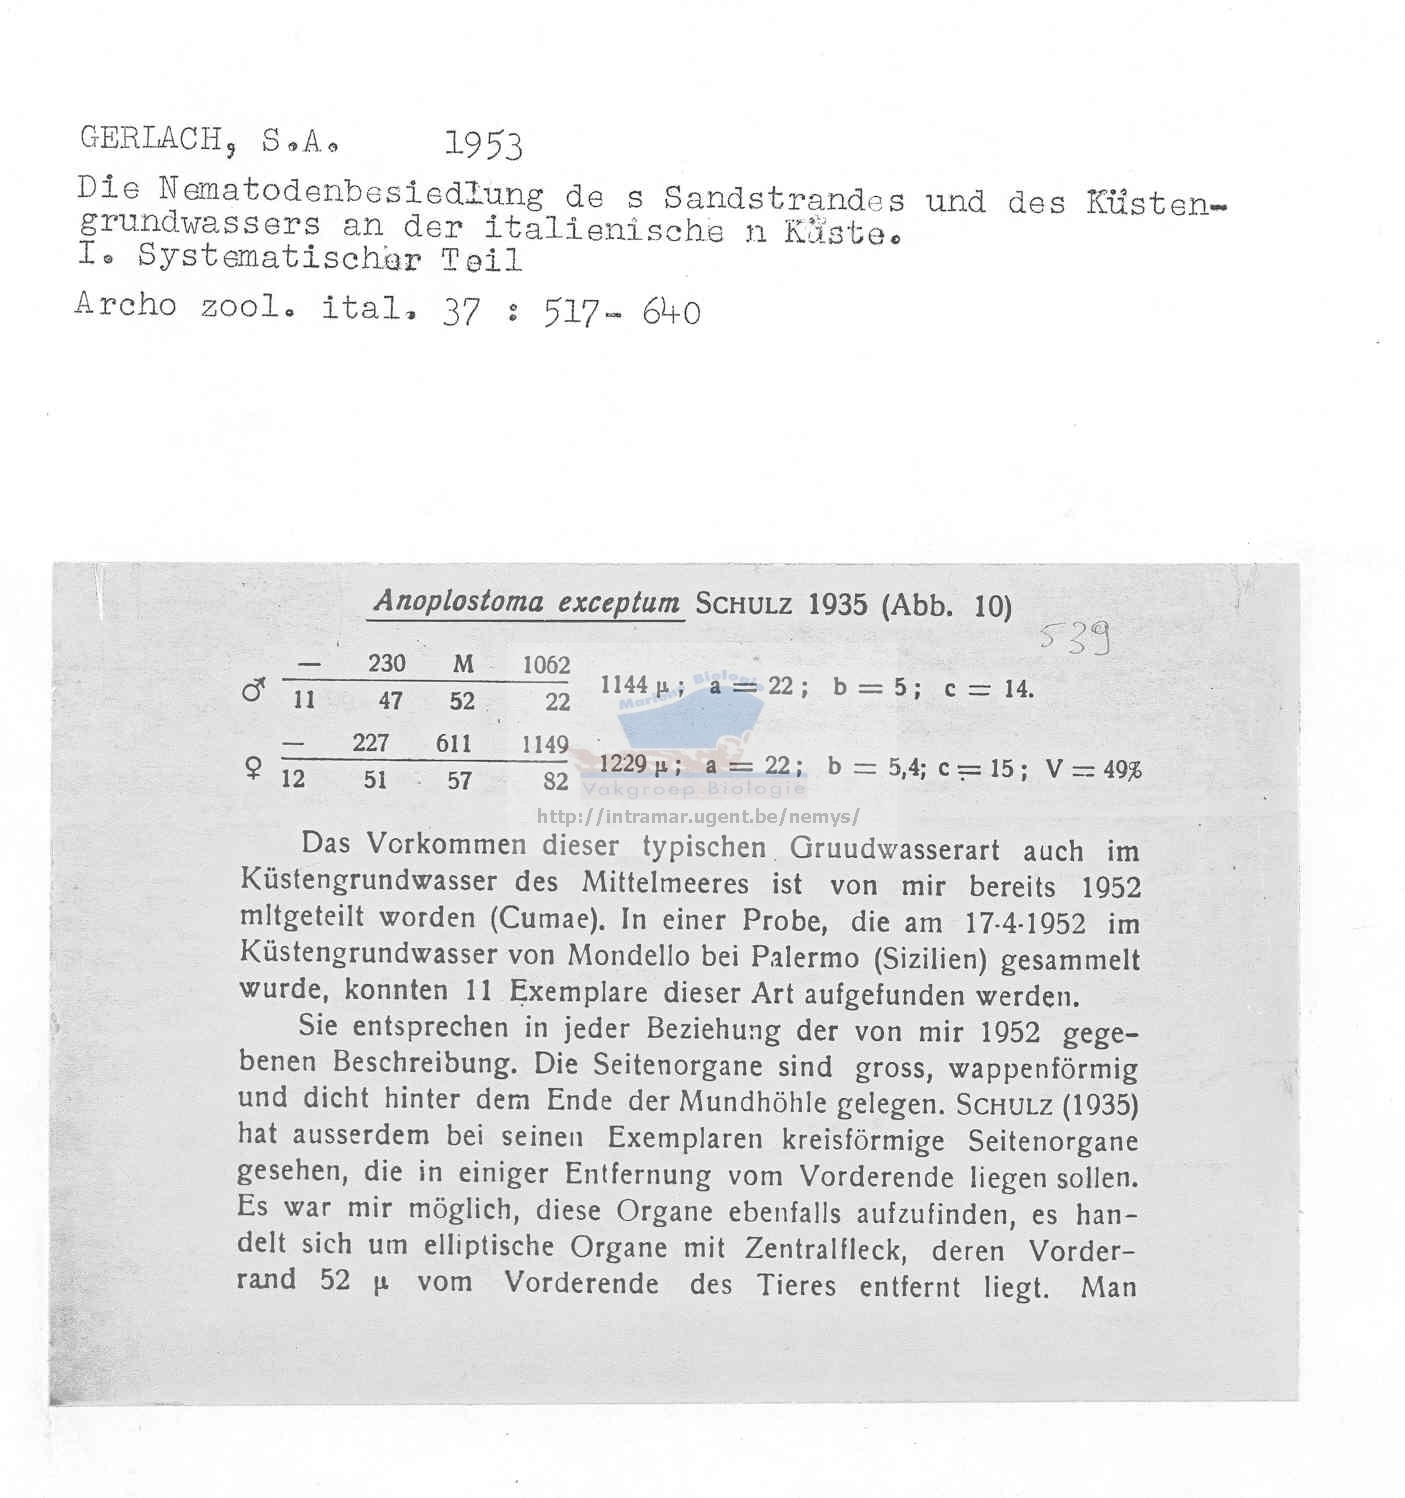 GERLACH, S.A. 1953
Die Nematodenbesiedlung de s Sandstrandes und des Küsten-
grundwassers an der italienische n Küste.
I. Systematischer Teil
Archo zool. ital. 37 : 517- 640
Anoplostoma exceptum SCHULZ 1935 (Abb. 10)
539
♂ — 230 M 1062
11 47 52 22 1144 µ; a = 22; b = 5; c = 14.
♀ — 227 611 1149
12 51 57 82 1229 µ; a = 22; b = 5,4; c = 15; V = 49%
Marine Biologie
Vakgroep Biologie
http://intramar.ugent.be/nemys/
Das Vorkommen dieser typischen Gruudwasserart auch im
Küstengrundwasser des Mittelmeeres ist von mir bereits 1952
mltgeteilt worden (Cumae). In einer Probe, die am 17-4-1952 im
Küstengrundwasser von Mondello bei Palermo (Sizilien) gesammelt
wurde, konnten 11 Exemplare dieser Art aufgefunden werden.
Sie entsprechen in jeder Beziehung der von mir 1952 gege-
benen Beschreibung. Die Seitenorgane sind gross, wappenförmig
und dicht hinter dem Ende der Mundhöhle gelegen. SCHULZ (1935)
hat ausserdem bei seinen Exemplaren kreisförmige Seitenorgane
gesehen, die in einiger Entfernung vom Vorderende liegen sollen.
Es war mir möglich, diese Organe ebenfalls aufzufinden, es han-
delt sich um elliptische Organe mit Zentralfleck, deren Vorder-
rand 52 µ vom Vorderende des Tieres entfernt liegt. Man